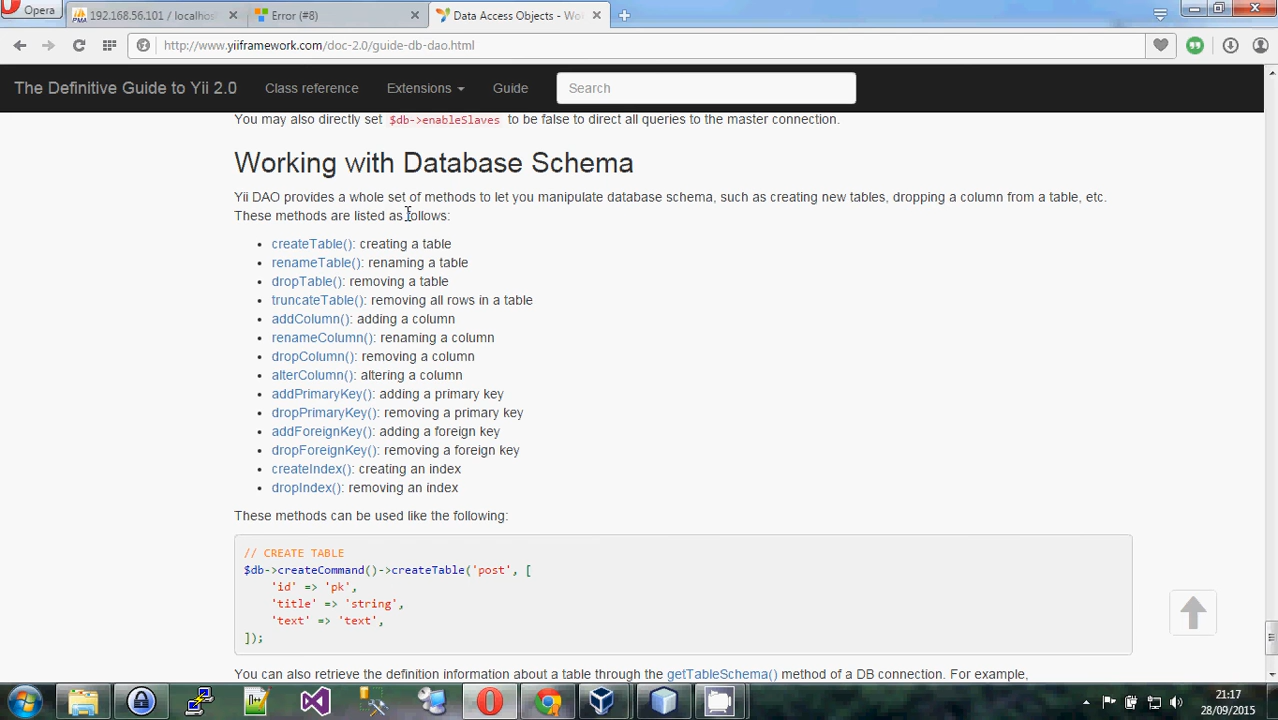 Opera
192.168.56.101 / localhos
Error (#8)
Data Access Objects - Wo
http://www.yiiframework.com/doc-2.0/guide-db-dao.html
The Definitive Guide to Yii 2.0
Class reference
Extensions
Guide
Search
You may also directly set $db->enableSlaves to be false to direct all queries to the master connection.
Working with Database Schema
Yii DAO provides a whole set of methods to let you manipulate database schema, such as creating new tables, dropping a column from a table, etc.
These methods are listed as follows:
• createTable(): creating a table
• renameTable(): renaming a table
• dropTable(): removing a table
• truncateTable(): removing all rows in a table
• addColumn(): adding a column
• renameColumn(): renaming a column
• dropColumn(): removing a column
• alterColumn(): altering a column
• addPrimaryKey(): adding a primary key
• dropPrimaryKey(): removing a primary key
• addForeignKey(): adding a foreign key
• dropForeignKey(): removing a foreign key
• createIndex(): creating an index
• dropIndex(): removing an index
These methods can be used like the following:
// CREATE TABLE
$db->createCommand()->createTable('post', [
'id' => 'pk',
'title' => 'string',
'text' => 'text',
]);
You can also retrieve the definition information about a table through the getTableSchema() method of a DB connection. For example,
21:17
28/09/2015